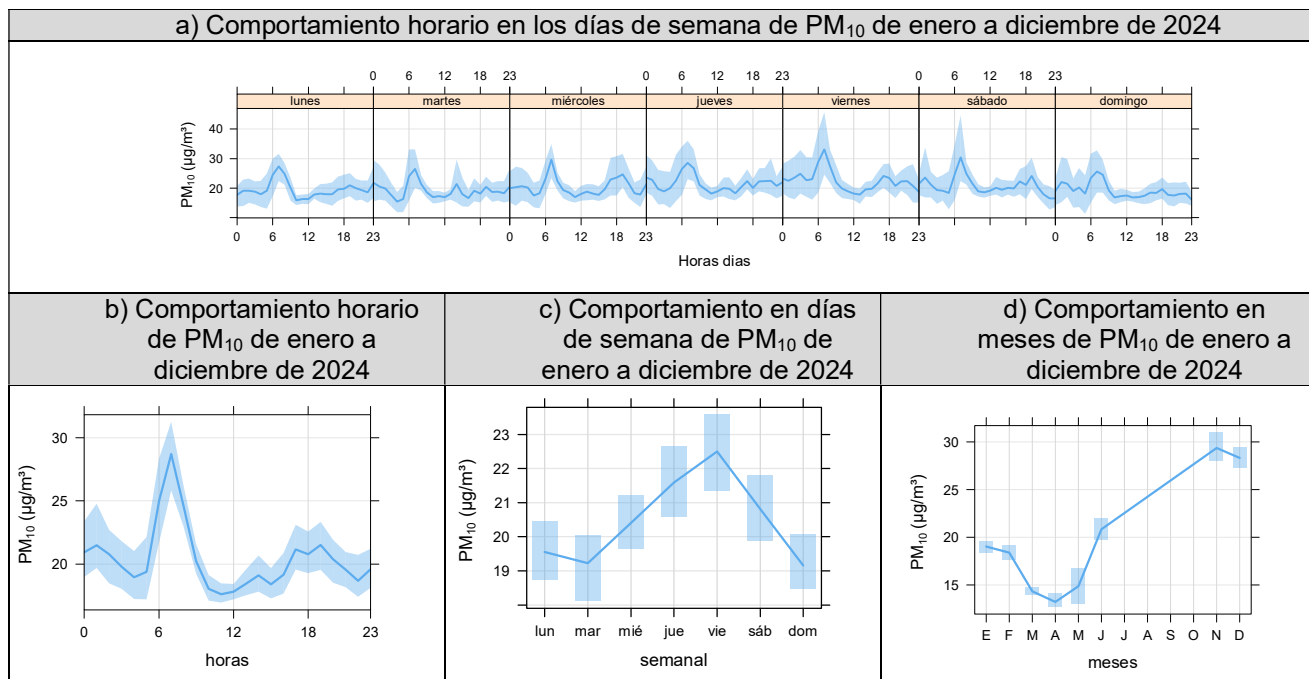 a) Comportamiento horario en los días de semana de PM₁₀ de enero a diciembre de 2024
0 6 12 18 23 0 6 12 18 23 0 6 12 18 23
lunes martes miércoles jueves viernes sábado domingo
PM₁₀ (µg/m³)
40
30
20
10
0 6 12 18 23 0 6 12 18 23 0 6 12 18 23 0 6 12 18 23
Horas dias
b) Comportamiento horario
de PM₁₀ de enero a
diciembre de 2024
PM₁₀ (µg/m³)
30
25
20
0 6 12 18 23
horas
c) Comportamiento en días
de semana de PM₁₀ de
enero a diciembre de 2024
PM₁₀ (µg/m³)
23
22
21
20
19
lun mar mié jue vie sáb dom
semanal
d) Comportamiento en
meses de PM₁₀ de enero a
diciembre de 2024
PM₁₀ (µg/m³)
30
25
20
15
E F M A M J J A S O N D
meses